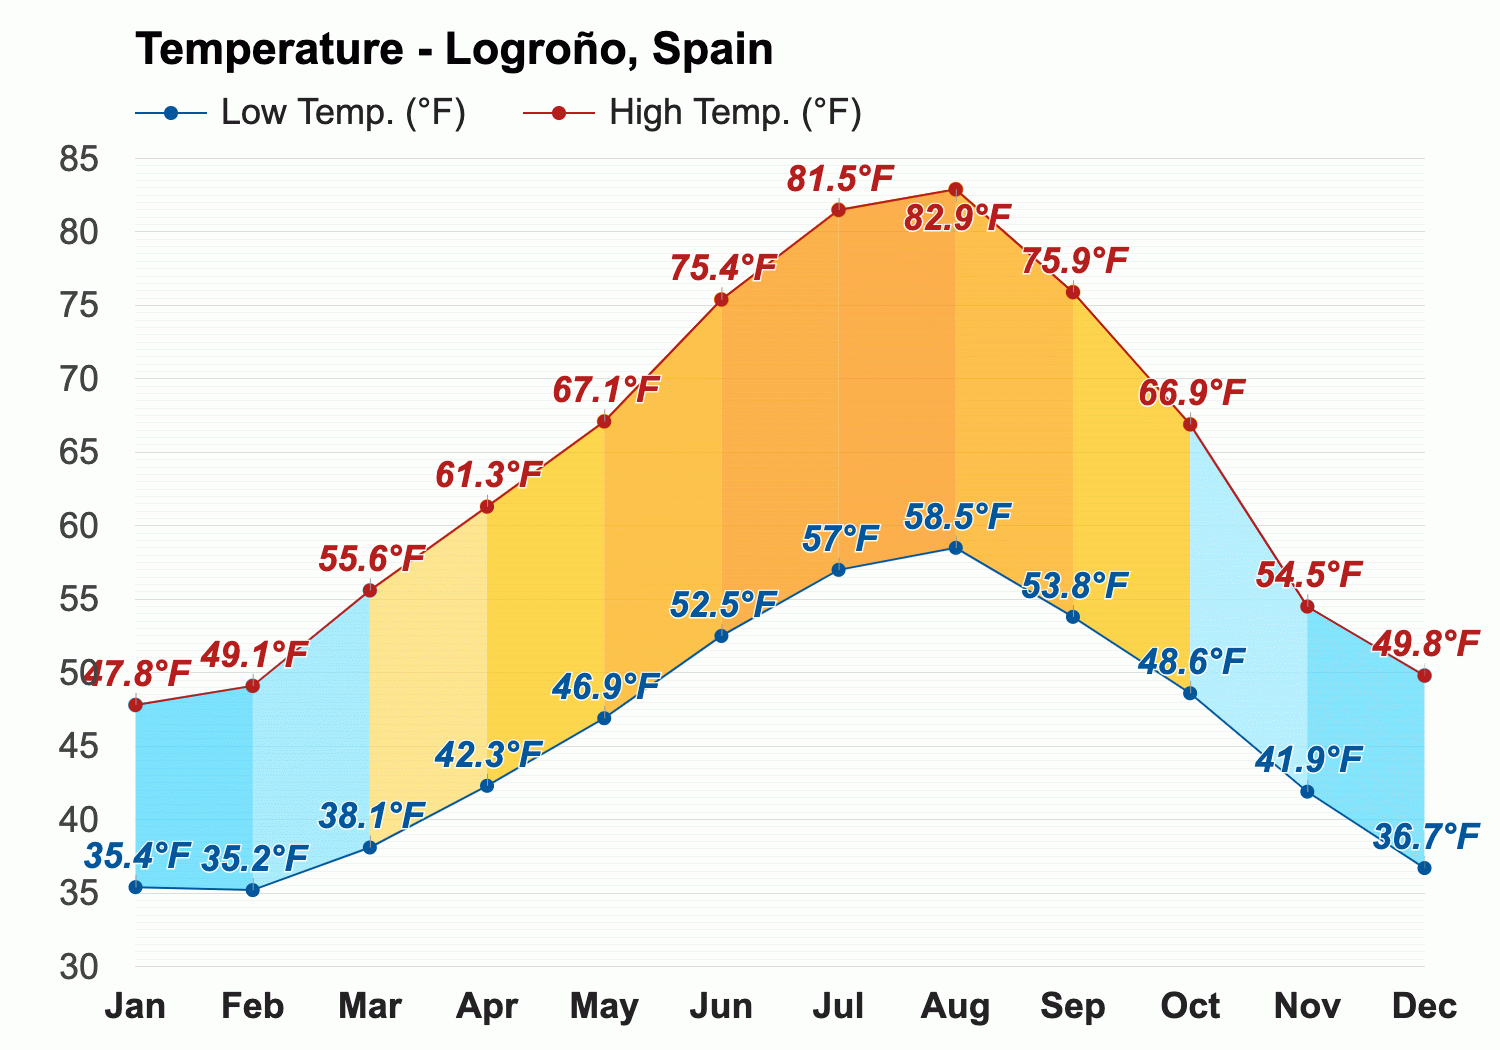 Temperature - Logroño, Spain
Low Temp. (°F) High Temp. (°F)
85
80
75
70
65
60
55
50
45
40
35
30
47.8°F 49.1°F 55.6°F 61.3°F 67.1°F 75.4°F 81.5°F 82.9°F 75.9°F 66.9°F 54.5°F 49.8°F
35.4°F 35.2°F 38.1°F 42.3°F 46.9°F 52.5°F 57°F 58.5°F 53.8°F 48.6°F 41.9°F 36.7°F
Jan Feb Mar Apr May Jun Jul Aug Sep Oct Nov Dec